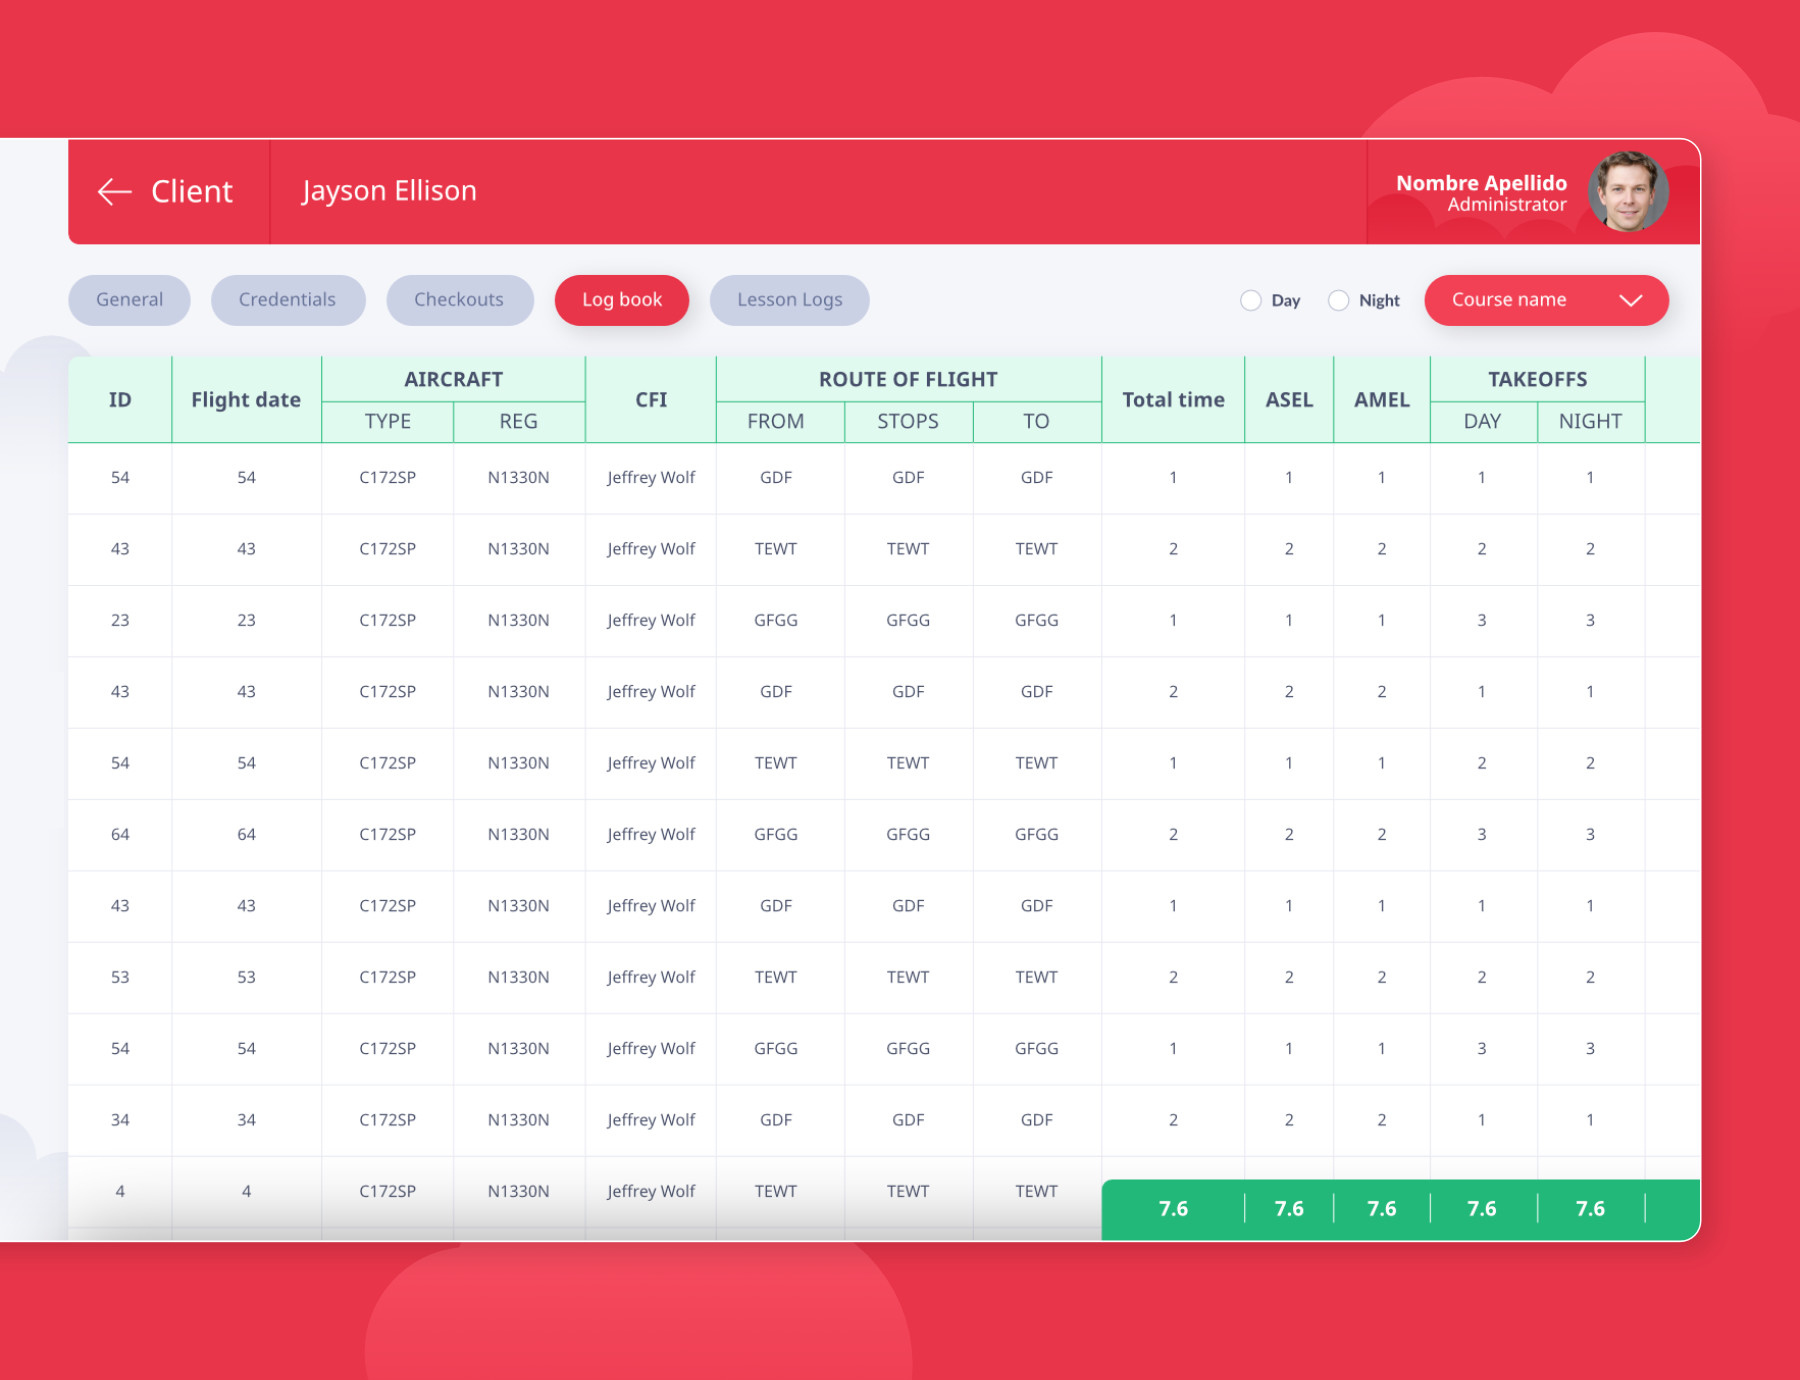 Client
Jayson Ellison
Nombre Apellido
Administrator
General Credentials Checkouts Log book Lesson Logs
Day Night Course name
ID Flight date AIRCRAFT CFI ROUTE OF FLIGHT Total time ASEL AMEL TAKEOFFS
TYPE REG FROM STOPS TO DAY NIGHT
54 54 C172SP N1330N Jeffrey Wolf GDF GDF GDF 1 1 1 1 1
43 43 C172SP N1330N Jeffrey Wolf TEWT TEWT TEWT 2 2 2 2 2
23 23 C172SP N1330N Jeffrey Wolf GFGG GFGG GFGG 1 1 1 3 3
43 43 C172SP N1330N Jeffrey Wolf GDF GDF GDF 2 2 2 1 1
54 54 C172SP N1330N Jeffrey Wolf TEWT TEWT TEWT 1 1 1 2 2
64 64 C172SP N1330N Jeffrey Wolf GFGG GFGG GFGG 2 2 2 3 3
43 43 C172SP N1330N Jeffrey Wolf GDF GDF GDF 1 1 1 1 1
53 53 C172SP N1330N Jeffrey Wolf TEWT TEWT TEWT 2 2 2 2 2
54 54 C172SP N1330N Jeffrey Wolf GFGG GFGG GFGG 1 1 1 3 3
34 34 C172SP N1330N Jeffrey Wolf GDF GDF GDF 2 2 2 1 1
4 4 C172SP N1330N Jeffrey Wolf TEWT TEWT TEWT
7.6 7.6 7.6 7.6 7.6